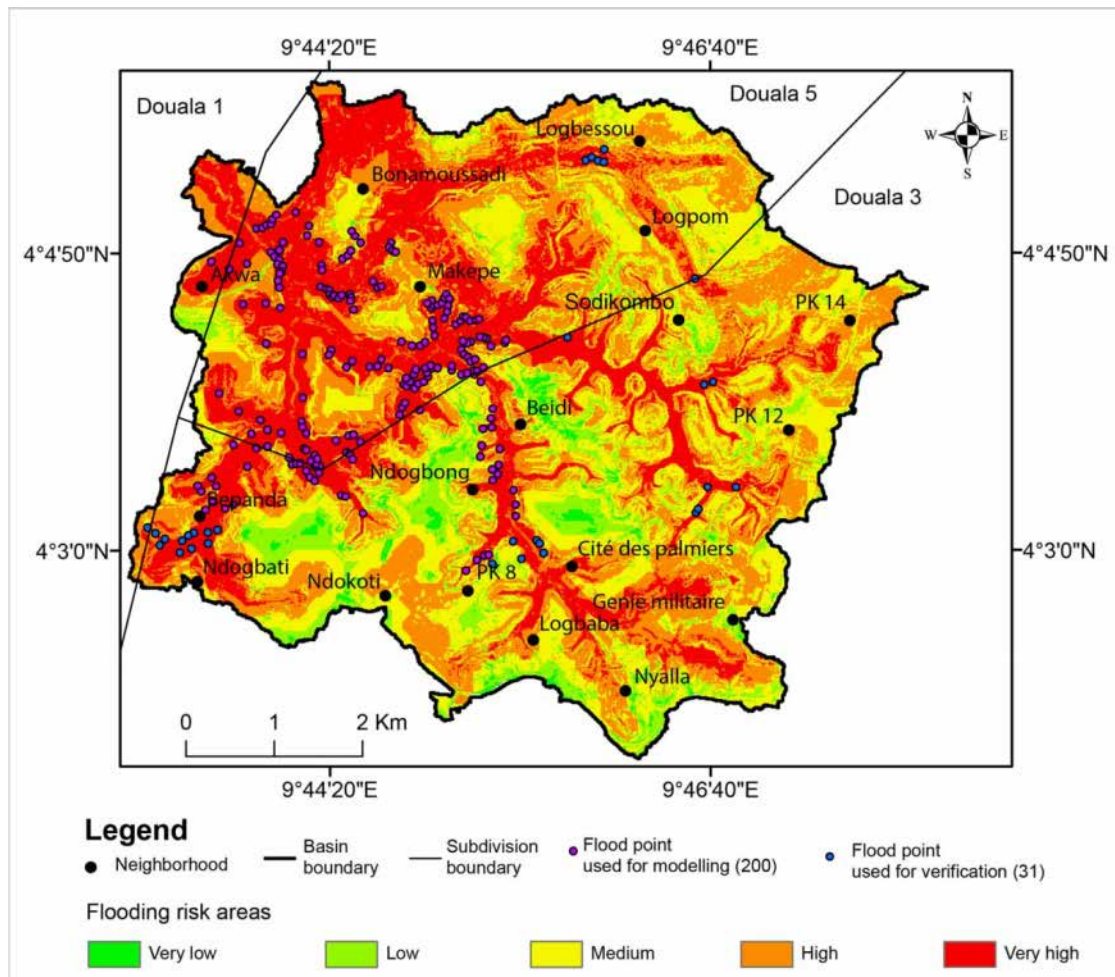 9°44'20"E
9°46'40"E
Douala 1
Douala 5
N
W
E
S
Logbessou
Bonamoussadi
Douala 3
Logpom
4°4'50"N
4°4'50"N
Akwa
Makepe
Sodikombo
PK 14
Beidi
PK 12
Ndogbong
Bepanda
4°3'0"N
4°3'0"N
Cité des palmiers
Ndogbati
Ndokoti
PK 8
Genie militaire
Logbaba
Nyalla
0 1 2 Km
9°44'20"E
9°46'40"E
Legend
Neighborhood
Basin
boundary
Subdivision
boundary
Flood point
used for modelling (200)
Flood point
used for verification (31)
Flooding risk areas
Very low
Low
Medium
High
Very high